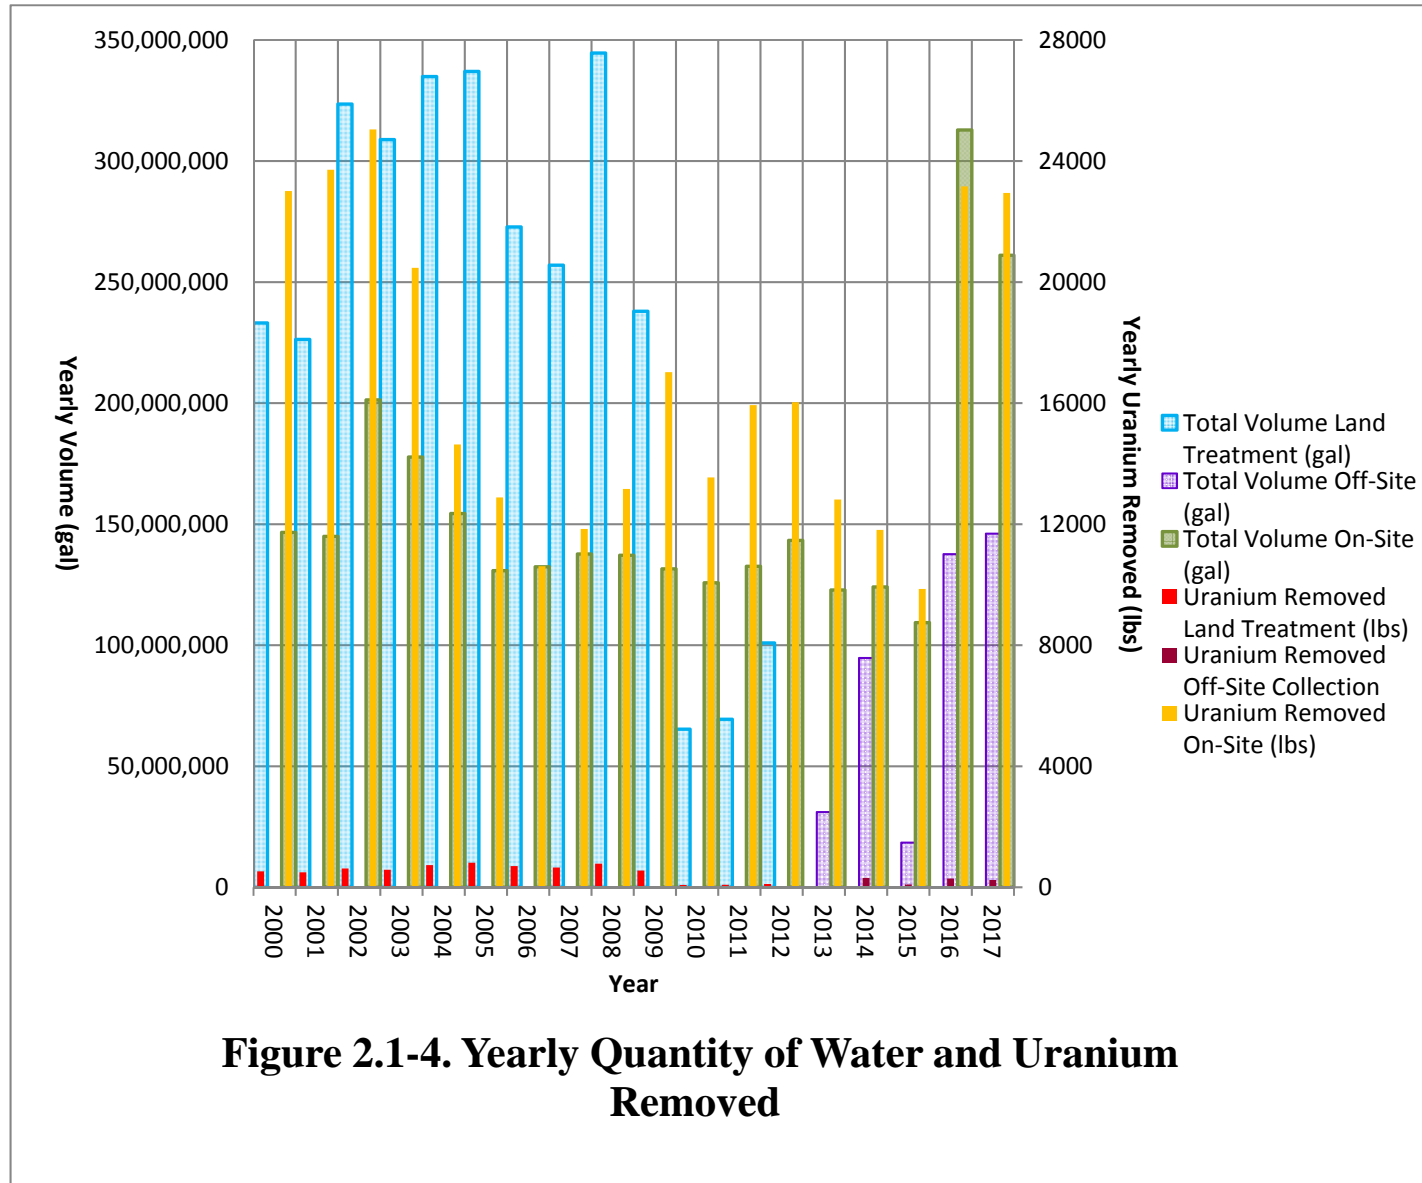 350,000,000
300,000,000
250,000,000
200,000,000
150,000,000
100,000,000
50,000,000
0
Yearly Volume (gal)
28000
24000
20000
16000
12000
8000
4000
0
Yearly Uranium Removed (lbs)
2000
2001
2002
2003
2004
2005
2006
2007
2008
2009
2010
2011
2012
2013
2014
2015
2016
2017
Year
Total Volume Land
Treatment (gal)
Total Volume Off-Site
(gal)
Total Volume On-Site
(gal)
Uranium Removed
Land Treatment (lbs)
Uranium Removed
Off-Site Collection
Uranium Removed
On-Site (lbs)
Figure 2.1-4. Yearly Quantity of Water and Uranium
Removed